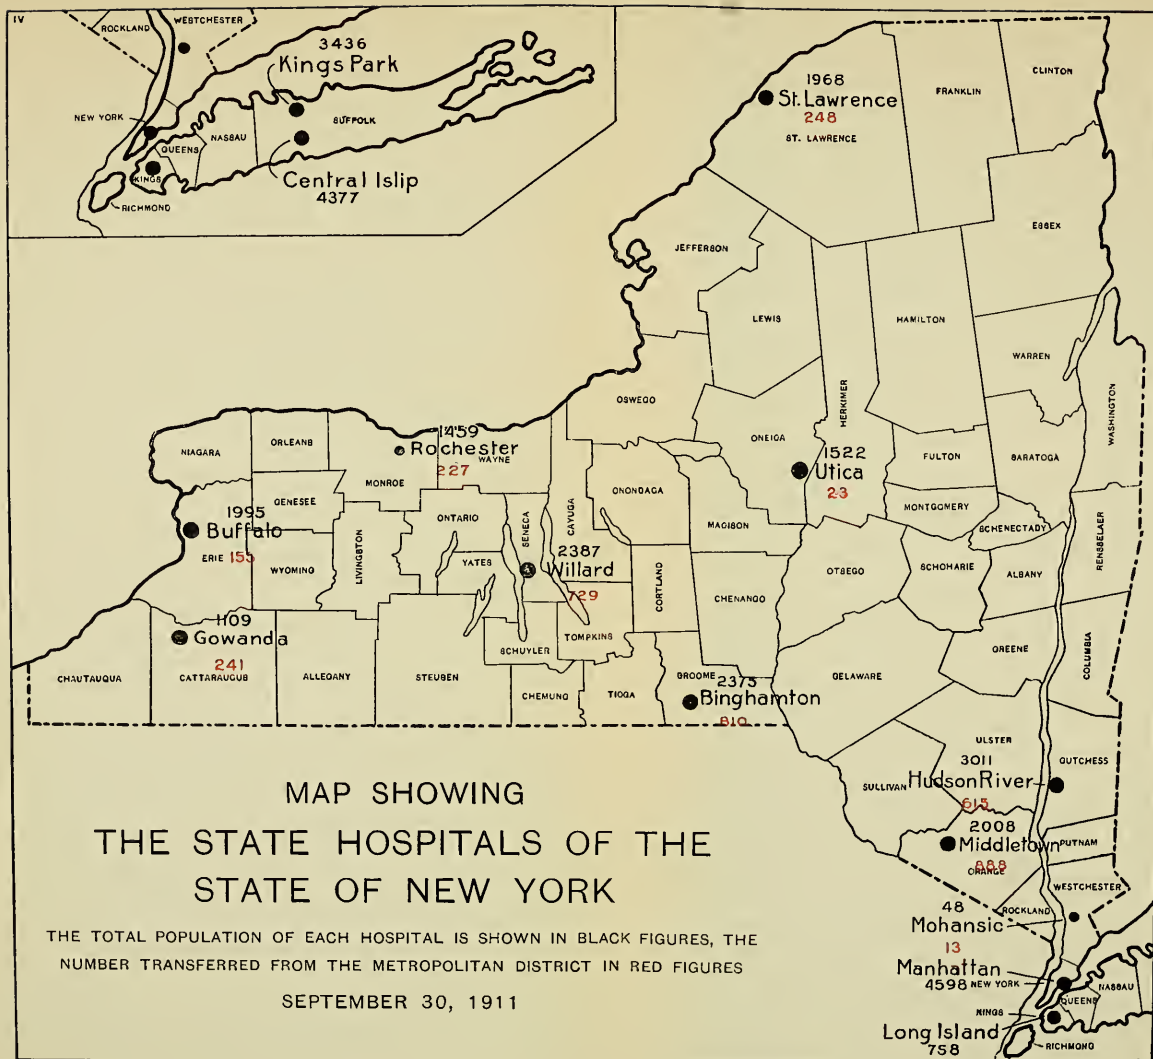 IV
ROCKLAND
WESTCHESTER
3436
Kings Park
NEW YORK
QUEENS
NASSAU
SUFFOLK
KINGS
Central Islip
4377
RICHMOND
1968
St. Lawrence
248
ST. LAWRENCE
FRANKLIN
CLINTON
ESSEX
JEFFERSON
LEWIS
HAMILTON
WARREN
WASHINGTON
OSWEGO
ONEIDA
HERKIMER
1522
Utica
23
FULTON
SARATOGA
MONTGOMERY
SCHENECTADY
RENSSELAER
NIAGARA
ORLEANS
1459
Rochester
227
WAYNE
MONROE
GENESEE
1995
Buffalo
ERIE 155
WYOMING
LIVINGSTON
ONTARIO
YATES
SENECA
CAYUGA
ONONDAGA
MADISON
2387
Willard
729
CORTLAND
CHENANGO
OTSEGO
SCHOHARIE
ALBANY
1109
Gowanda
241
CHAUTAUQUA
CATTARAUGUS
ALLEGANY
STEUBEN
SCHUYLER
TOMPKINS
CHEMUNG
TIOGA
BROOME
2375
Binghamton
810
DELAWARE
GREENE
COLUMBIA
ULSTER
3011
Hudson River
615
DUTCHESS
SULLIVAN
2008
Middletown
888
ORANGE
PUTNAM
WESTCHESTER
ROCKLAND
48
Mohansic
13
Manhattan
4598 NEW YORK
NASSAU
QUEENS
KINGS
Long Island
758
RICHMOND
MAP SHOWING
THE STATE HOSPITALS OF THE
STATE OF NEW YORK
THE TOTAL POPULATION OF EACH HOSPITAL IS SHOWN IN BLACK FIGURES, THE
NUMBER TRANSFERRED FROM THE METROPOLITAN DISTRICT IN RED FIGURES
SEPTEMBER 30, 1911